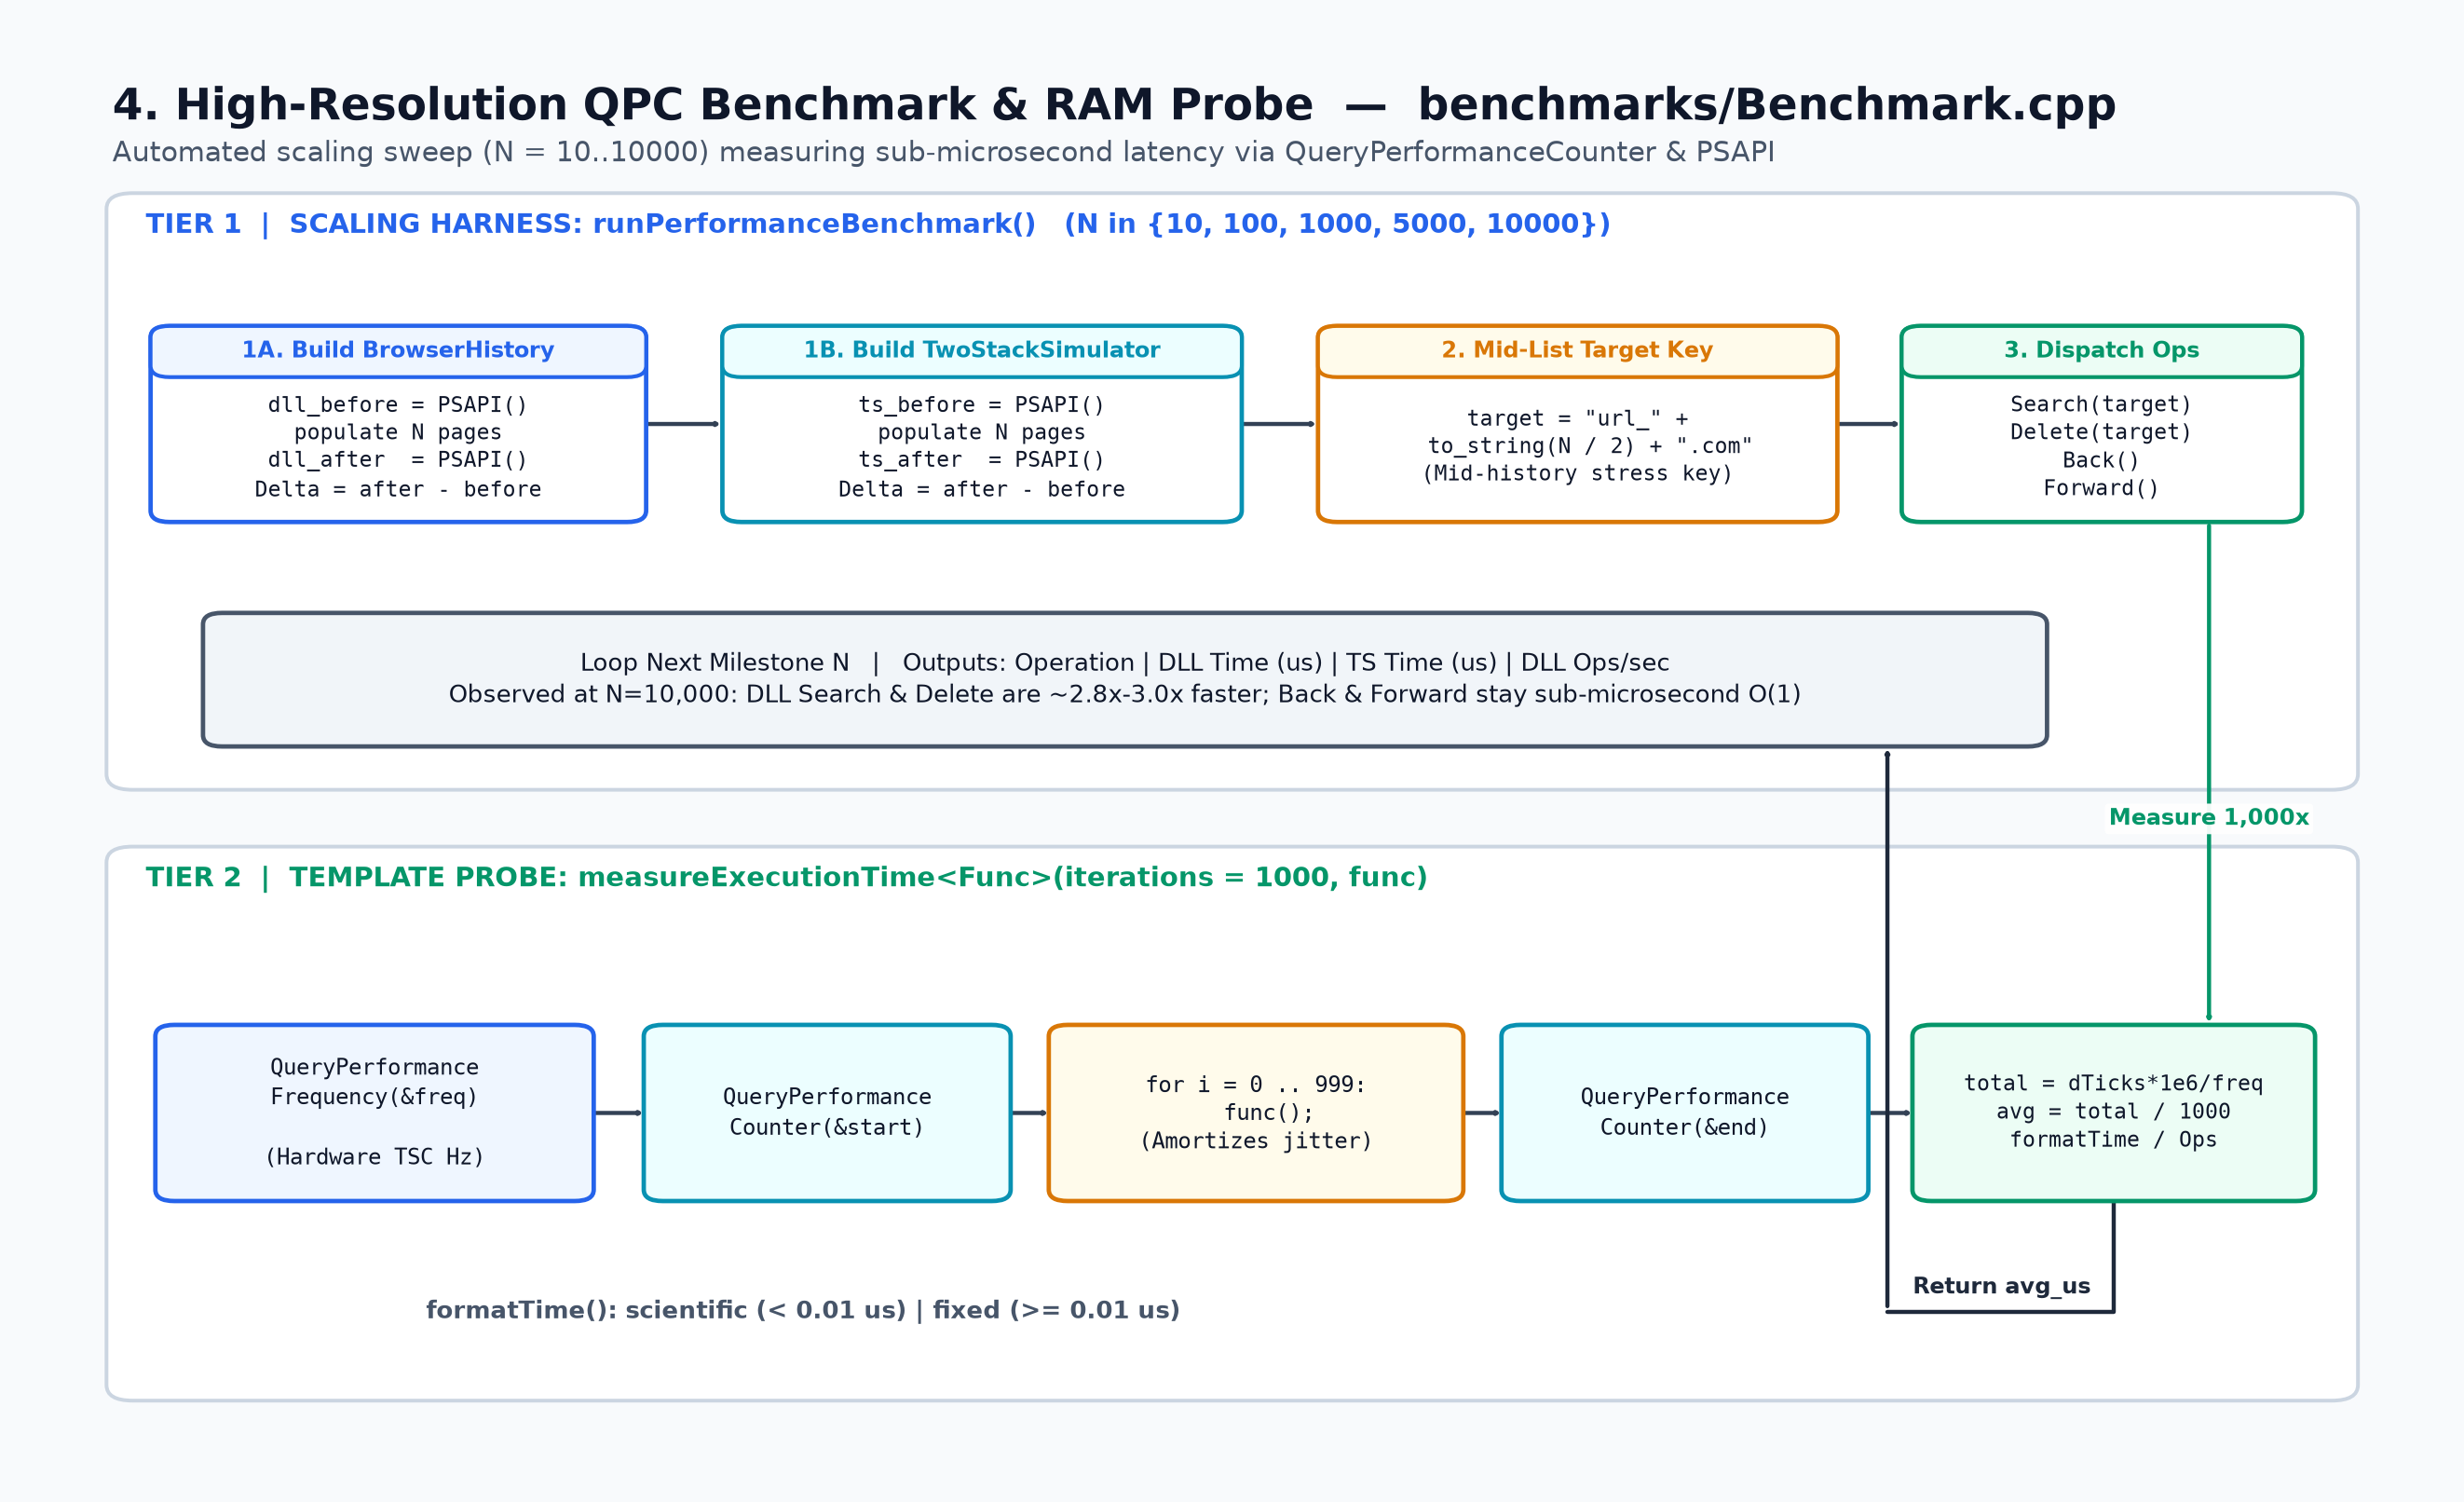 4. High-Resolution QPC Benchmark & RAM Probe — benchmarks/Benchmark.cpp
Automated scaling sweep (N = 10..10000) measuring sub-microsecond latency via QueryPerformanceCounter & PSAPI
TIER 1 | SCALING HARNESS: runPerformanceBenchmark() (N in {10, 100, 1000, 5000, 10000})
1A. Build BrowserHistory
dll_before = PSAPI()
populate N pages
dll_after  = PSAPI()
Delta = after - before
1B. Build TwoStackSimulator
ts_before = PSAPI()
populate N pages
ts_after  = PSAPI()
Delta = after - before
2. Mid-List Target Key
target = "url_" +
to_string(N / 2) + ".com"
(Mid-history stress key)
3. Dispatch Ops
Search(target)
Delete(target)
Back()
Forward()
Loop Next Milestone N | Outputs: Operation | DLL Time (us) | TS Time (us) | DLL Ops/sec
Observed at N=10,000: DLL Search & Delete are ~2.8x-3.0x faster; Back & Forward stay sub-microsecond O(1)
Measure 1,000x
TIER 2 | TEMPLATE PROBE: measureExecutionTime<Func>(iterations = 1000, func)
QueryPerformance
Frequency(&freq)
(Hardware TSC Hz)
QueryPerformance
Counter(&start)
for i = 0 .. 999:
func();
(Amortizes jitter)
QueryPerformance
Counter(&end)
total = dTicks*1e6/freq
avg = total / 1000
formatTime / Ops
Return avg_us
formatTime(): scientific (< 0.01 us) | fixed (>= 0.01 us)